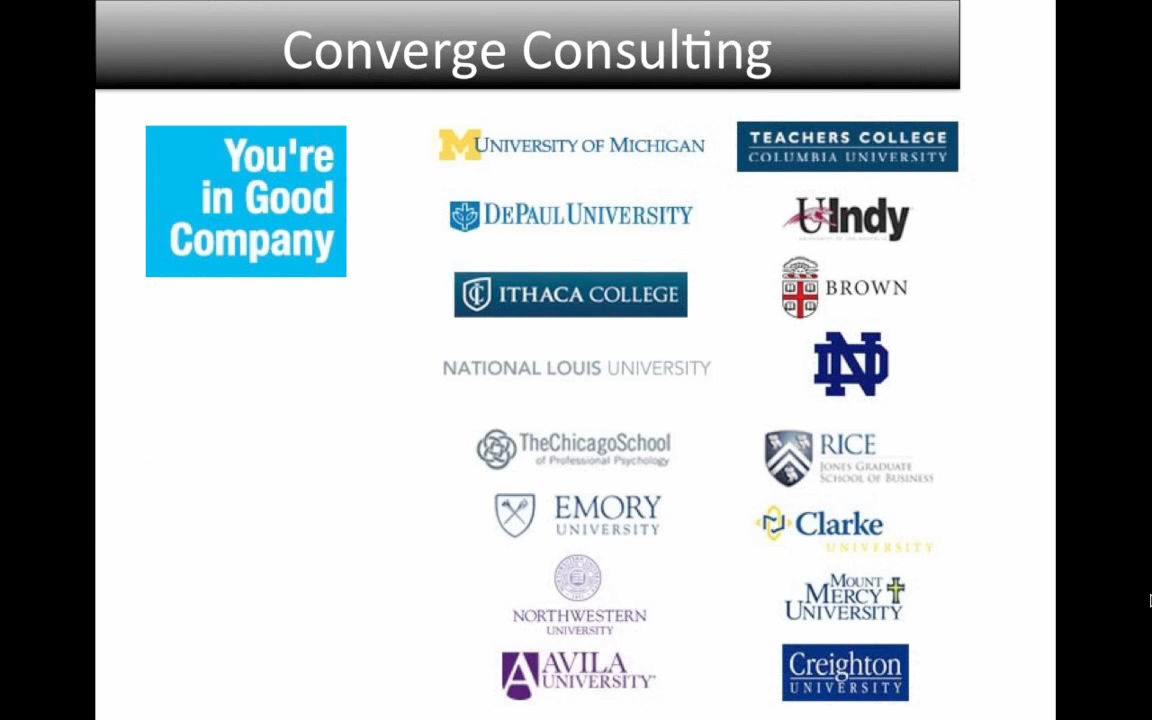 Converge Consulting
You're
in Good
Company
M UNIVERSITY OF MICHIGAN
DEPAUL UNIVERSITY
IC ITHACA COLLEGE
NATIONAL LOUIS UNIVERSITY
TheChicagoSchool
of Professional Psychology
EMORY
UNIVERSITY
NORTHWESTERN
UNIVERSITY
A AVILA
UNIVERSITY
TEACHERS COLLEGE
COLUMBIA UNIVERSITY
UIndy
BROWN
ND
RICE
JONES GRADUATE
SCHOOL OF BUSINESS
Clarke
UNIVERSITY
MOUNT
MERCY
UNIVERSITY
Creighton
UNIVERSITY